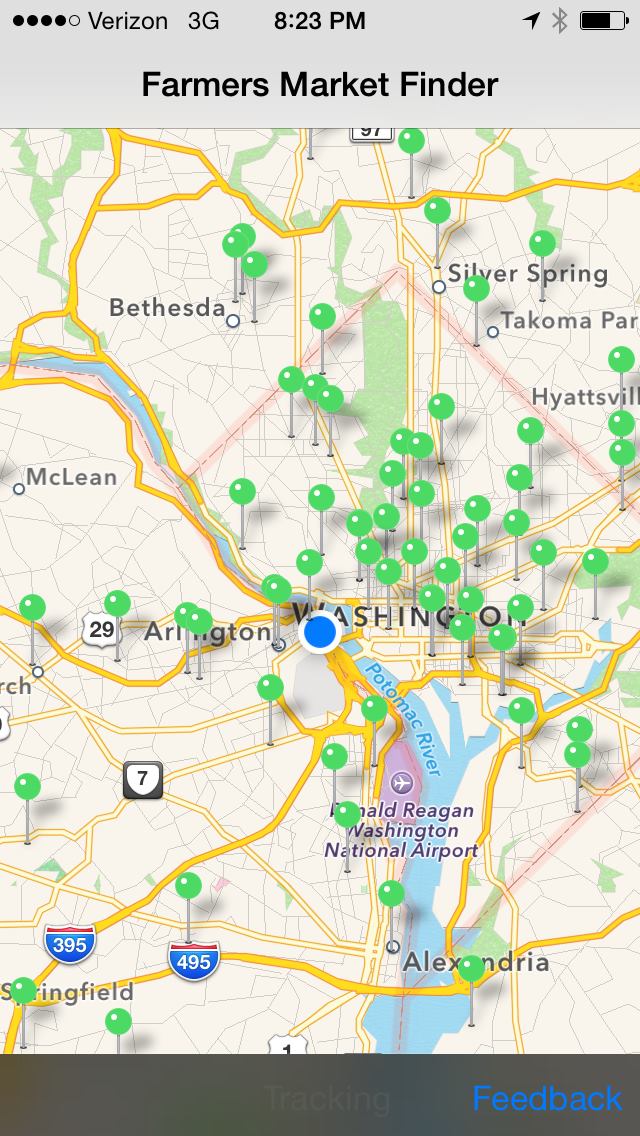 Verizon 3G 8:23 PM
Farmers Market Finder
97
Silver Spring
Bethesda
Takoma Par
Hyattsvill
McLean
WASHINGTON
29
Arlington
rch
Potomac River
7
Ronald Reagan
Washington
National Airport
395
495
Alexandria
Springfield
1
Tracking
Feedback